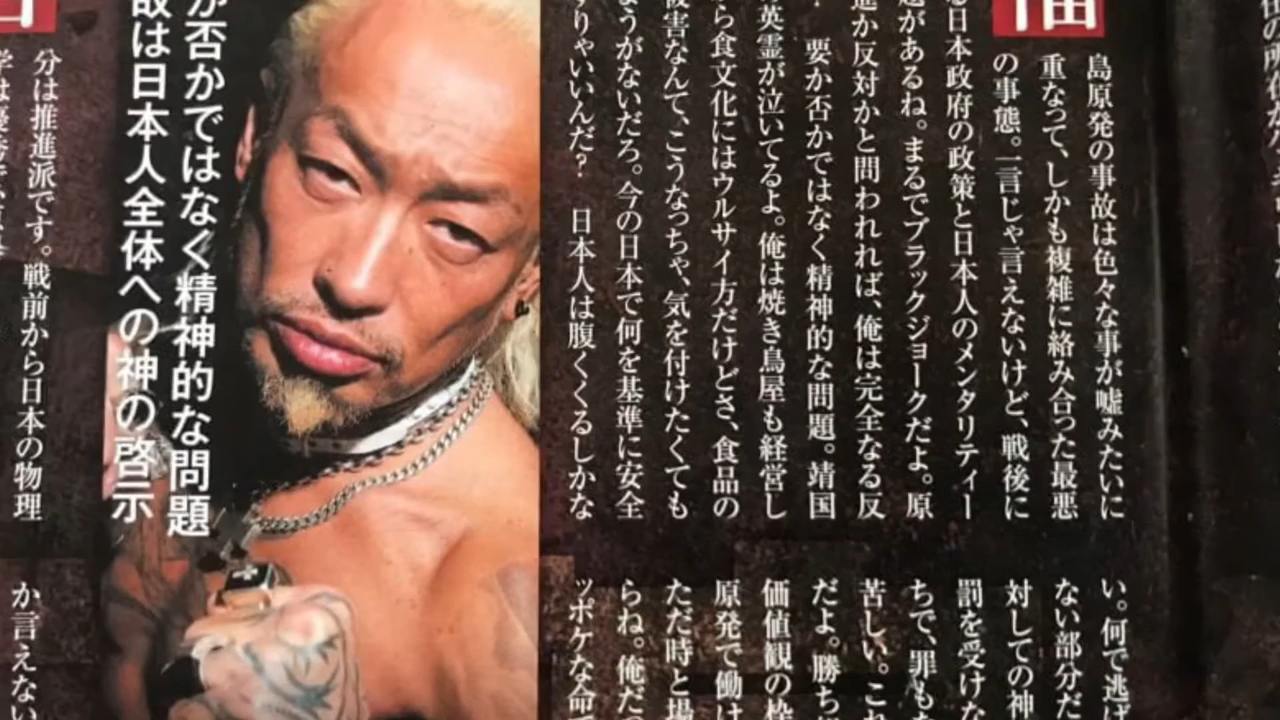 島原発の事故は色々な事が嘘みたいに
重なって、しかも複雑に絡み合った最悪
の事態。一言じゃ言えないけど、戦後に
る日本政府の政策と日本人のメンタリティー
題があるね。まるでブラックジョークだよ。原
進か反対かと問われれば、俺は完全なる反
？　要か否かではなく精神的な問題。靖国
英霊が泣いてるよ。俺は焼き鳥屋も経営し
ら食文化にはウルサイ方だけどさ、食品の
被害なんて、こうなっちゃ、気を付けたくても
ようがないだろ。今の日本で何を基準に安全
すりゃいいんだ？　日本人は腹くくるしかな
い。何で逃げ
ない部分だ
対しての神
罰を受けな
ちで、罪も
苦しい。これ
だよ。勝ち
価値観の
原発で働け
ただ時と場
らね。俺だ
ッポケな命
か否かではなく精神的な問題
故は日本人全体への神の啓示
分は推進派です。戦前から日本の物理
か言えない